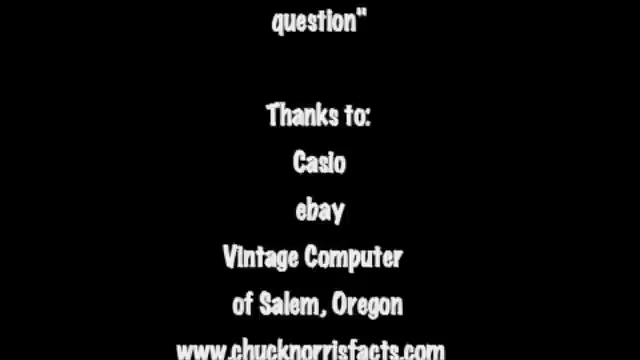 question"
Thanks to:
Casio
ebay
Vintage Computer
of Salem, Oregon
www.chucknorrisfacts.com